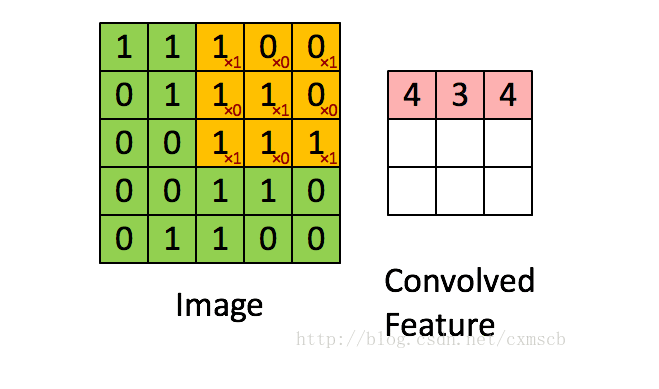 1 1 1×1 0×0 0×1
0 1 1×0 1×1 0×0
0 0 1×1 1×0 1×1
0 0 1 1 0
0 1 1 0 0
Image
4 3 4
Convolved
Feature
http://blog.csdn.net/cxmscb